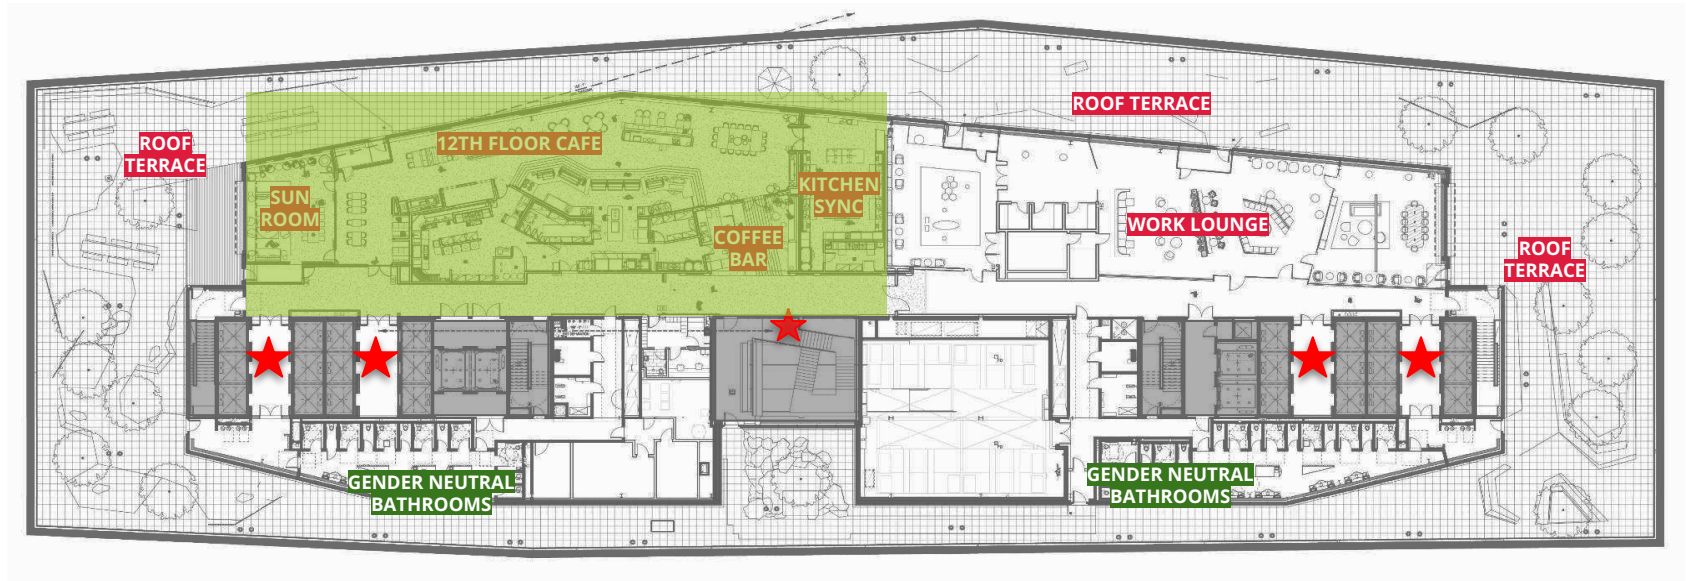 ROOF TERRACE
12TH FLOOR CAFE
ROOF
TERRACE
SUN
ROOM
KITCHEN
SYNC
COFFEE
BAR
WORK LOUNGE
ROOF
TERRACE
GENDER NEUTRAL
BATHROOMS
GENDER NEUTRAL
BATHROOMS